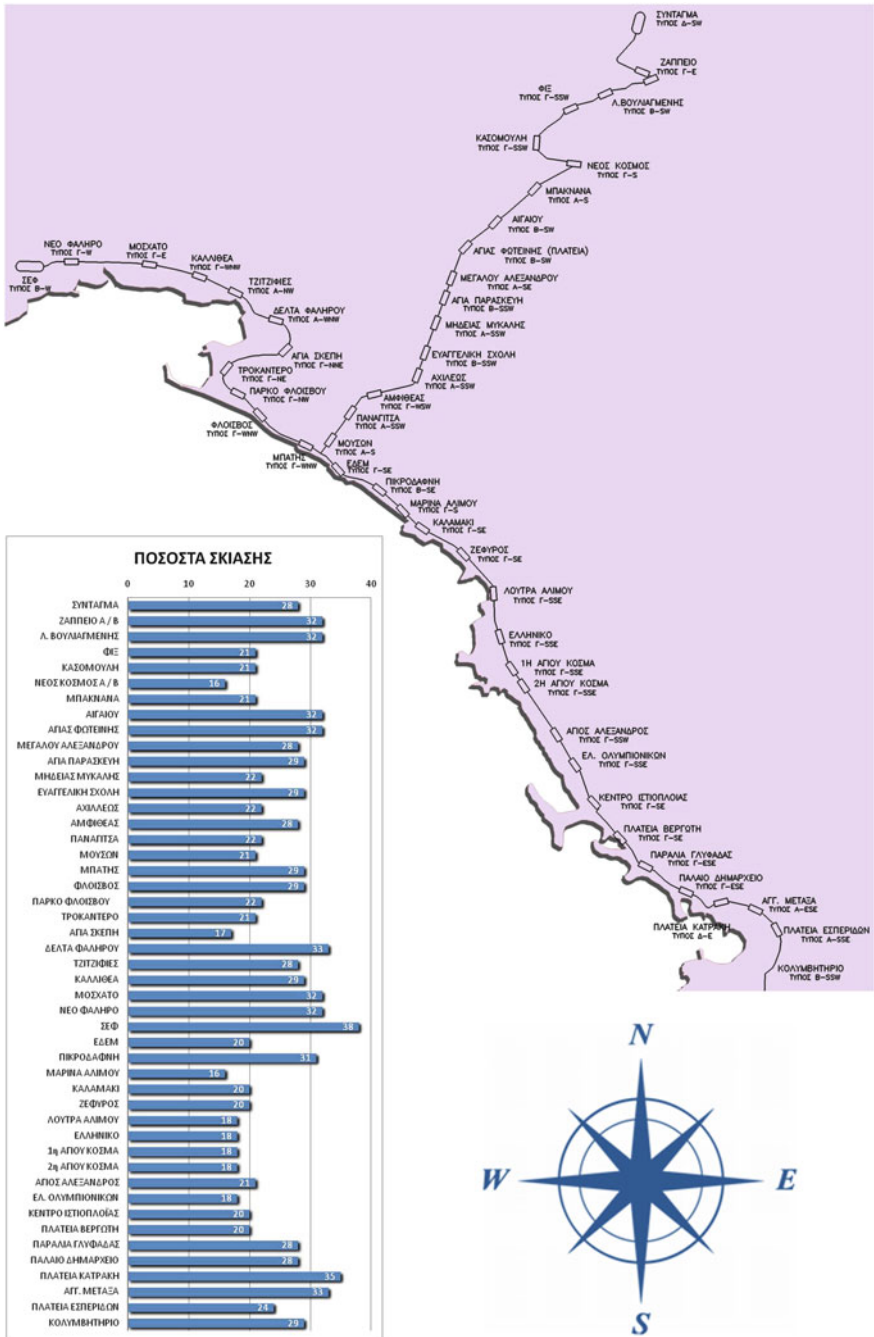 ΣΥΝΤΑΓΜΑ
ΤΥΠΟΣ Δ-SW
ΖΑΠΠΕΙΟ
ΤΥΠΟΣ Γ-E
ΦΙΞ
ΤΥΠΟΣ Γ-SSW
Λ.ΒΟΥΛΙΑΓΜΕΝΗΣ
ΤΥΠΟΣ Β-SW
ΚΑΣΟΜΟΥΛΗ
ΤΥΠΟΣ Γ-SSW
ΝΕΟΣ ΚΟΣΜΟΣ
ΤΥΠΟΣ Γ-S
ΜΠΑΚΝΑΝΑ
ΤΥΠΟΣ Α-S
ΑΙΓΑΙΟΥ
ΤΥΠΟΣ Β-SW
ΑΓΙΑΣ ΦΩΤΕΙΝΗΣ (ΠΛΑΤΕΙΑ)
ΤΥΠΟΣ Β-SW
ΜΕΓΑΛΟΥ ΑΛΕΞΑΝΔΡΟΥ
ΤΥΠΟΣ Α-SE
ΑΓΙΑ ΠΑΡΑΣΚΕΥΗ
ΤΥΠΟΣ Β-SSW
ΜΗΔΕΙΑΣ ΜΥΚΑΛΗΣ
ΤΥΠΟΣ Α-SSW
ΕΥΑΓΓΕΛΙΚΗ ΣΧΟΛΗ
ΤΥΠΟΣ Β-SSW
ΑΧΙΛΕΩΣ
ΤΥΠΟΣ Α-SSW
ΑΜΦΙΘΕΑΣ
ΤΥΠΟΣ Γ-WSW
ΠΑΝΑΓΙΤΣΑ
ΤΥΠΟΣ Α-SSW
ΜΟΥΣΩΝ
ΤΥΠΟΣ Α-S
ΝΕΟ ΦΑΛΗΡΟ
ΤΥΠΟΣ Γ-W
ΜΟΣΧΑΤΟ
ΤΥΠΟΣ Γ-E
ΚΑΛΛΙΘΕΑ
ΤΥΠΟΣ Γ-WNW
ΣΕΦ
ΤΥΠΟΣ Β-W
ΤΖΙΤΖΙΦΙΕΣ
ΤΥΠΟΣ Α-NW
ΔΕΛΤΑ ΦΑΛΗΡΟΥ
ΤΥΠΟΣ Α-WNW
ΑΓΙΑ ΣΚΕΠΗ
ΤΥΠΟΣ Γ-NNE
ΤΡΟΚΑΝΤΕΡΟ
ΤΥΠΟΣ Γ-NE
ΠΑΡΚΟ ΦΛΟΙΣΒΟΥ
ΤΥΠΟΣ Γ-NW
ΦΛΟΙΣΒΟΣ
ΤΥΠΟΣ Γ-WNW
ΜΠΑΤΗΣ
ΤΥΠΟΣ Γ-WNW
ΕΔΕΜ
ΤΥΠΟΣ Γ-SE
ΠΙΚΡΟΔΑΦΝΗ
ΤΥΠΟΣ Β-SE
ΜΑΡΙΝΑ ΑΛΙΜΟΥ
ΤΥΠΟΣ Γ-S
ΚΑΛΑΜΑΚΙ
ΤΥΠΟΣ Γ-SE
ΖΕΦΥΡΟΣ
ΤΥΠΟΣ Γ-SE
ΛΟΥΤΡΑ ΑΛΙΜΟΥ
ΤΥΠΟΣ Γ-SSE
ΕΛΛΗΝΙΚΟ
ΤΥΠΟΣ Γ-SSE
1Η ΑΓΙΟΥ ΚΟΣΜΑ
ΤΥΠΟΣ Γ-SSE
2Η ΑΓΙΟΥ ΚΟΣΜΑ
ΤΥΠΟΣ Γ-SSE
ΑΓΙΟΣ ΑΛΕΞΑΝΔΡΟΣ
ΤΥΠΟΣ Γ-SSW
ΕΛ. ΟΛΥΜΠΙΟΝΙΚΩΝ
ΤΥΠΟΣ Γ-SSE
ΚΕΝΤΡΟ ΙΣΤΙΟΠΛΟΙΑΣ
ΤΥΠΟΣ Γ-SE
ΠΛΑΤΕΙΑ ΒΕΡΓΩΤΗ
ΤΥΠΟΣ Γ-SE
ΠΑΡΑΛΙΑ ΓΛΥΦΑΔΑΣ
ΤΥΠΟΣ Γ-ESE
ΠΑΛΑΙΟ ΔΗΜΑΡΧΕΙΟ
ΤΥΠΟΣ Γ-ESE
ΑΓΓ. ΜΕΤΑΞΑ
ΤΥΠΟΣ Α-ESE
ΠΛΑΤΕΙΑ ΚΑΤΡΑΚΗ
ΤΥΠΟΣ Δ-E
ΠΛΑΤΕΙΑ ΕΣΠΕΡΙΔΩΝ
ΤΥΠΟΣ Α-SSE
ΚΟΛΥΜΒΗΤΗΡΙΟ
ΤΥΠΟΣ Β-SSW
ΠΟΣΟΣΤΑ ΣΚΙΑΣΗΣ
0 10 20 30 40
ΣΥΝΤΑΓΜΑ 28
ΖΑΠΠΕΙΟ Α / Β 32
Λ. ΒΟΥΛΙΑΓΜΕΝΗΣ 32
ΦΙΞ 21
ΚΑΣΟΜΟΥΛΗ 21
ΝΕΟΣ ΚΟΣΜΟΣ Α / Β 16
ΜΠΑΚΝΑΝΑ 21
ΑΙΓΑΙΟΥ 32
ΑΓΙΑΣ ΦΩΤΕΙΝΗΣ 32
ΜΕΓΑΛΟΥ ΑΛΕΞΑΝΔΡΟΥ 28
ΑΓΙΑ ΠΑΡΑΣΚΕΥΗ 29
ΜΗΔΕΙΑΣ ΜΥΚΑΛΗΣ 22
ΕΥΑΓΓΕΛΙΚΗ ΣΧΟΛΗ 29
ΑΧΙΛΛΕΩΣ 22
ΑΜΦΙΘΕΑΣ 28
ΠΑΝΑΓΙΤΣΑ 22
ΜΟΥΣΩΝ 21
ΜΠΑΤΗΣ 29
ΦΛΟΙΣΒΟΣ 29
ΠΑΡΚΟ ΦΛΟΙΣΒΟΥ 22
ΤΡΟΚΑΝΤΕΡΟ 21
ΑΓΙΑ ΣΚΕΠΗ 17
ΔΕΛΤΑ ΦΑΛΗΡΟΥ 33
ΤΖΙΤΖΙΦΙΕΣ 28
ΚΑΛΛΙΘΕΑ 29
ΜΟΣΧΑΤΟ 32
ΝΕΟ ΦΑΛΗΡΟ 32
ΣΕΦ 38
ΕΔΕΜ 20
ΠΙΚΡΟΔΑΦΝΗ 31
ΜΑΡΙΝΑ ΑΛΙΜΟΥ 16
ΚΑΛΑΜΑΚΙ 20
ΖΕΦΥΡΟΣ 20
ΛΟΥΤΡΑ ΑΛΙΜΟΥ 18
ΕΛΛΗΝΙΚΟ 18
1η ΑΓΙΟΥ ΚΟΣΜΑ 18
2η ΑΓΙΟΥ ΚΟΣΜΑ 18
ΑΓΙΟΣ ΑΛΕΞΑΝΔΡΟΣ 21
ΕΛ. ΟΛΥΜΠΙΟΝΙΚΩΝ 18
ΚΕΝΤΡΟ ΙΣΤΙΟΠΛΟΪΑΣ 20
ΠΛΑΤΕΙΑ ΒΕΡΓΩΤΗ 20
ΠΑΡΑΛΙΑ ΓΛΥΦΑΔΑΣ 28
ΠΑΛΑΙΟ ΔΗΜΑΡΧΕΙΟ 28
ΠΛΑΤΕΙΑ ΚΑΤΡΑΚΗ 35
ΑΓΓ. ΜΕΤΑΞΑ 33
ΠΛΑΤΕΙΑ ΕΣΠΕΡΙΔΩΝ 24
ΚΟΛΥΜΒΗΤΗΡΙΟ 29
N
W E
S